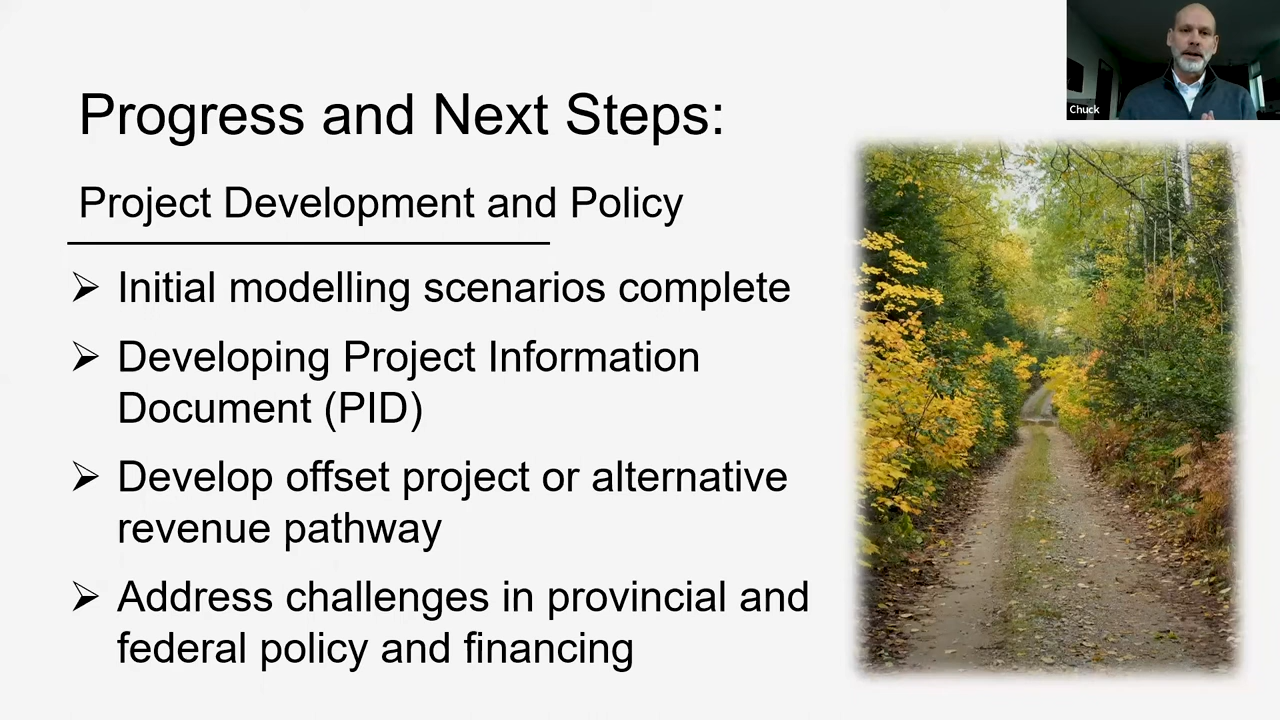 Chuck
Progress and Next Steps:
Project Development and Policy
➢ Initial modelling scenarios complete
➢ Developing Project Information
Document (PID)
➢ Develop offset project or alternative
revenue pathway
➢ Address challenges in provincial and
federal policy and financing